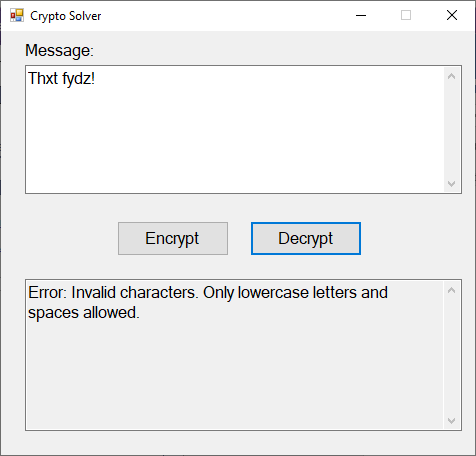 Crypto Solver
Message:
Thxt fydz!
Encrypt
Decrypt
Error: Invalid characters. Only lowercase letters and
spaces allowed.